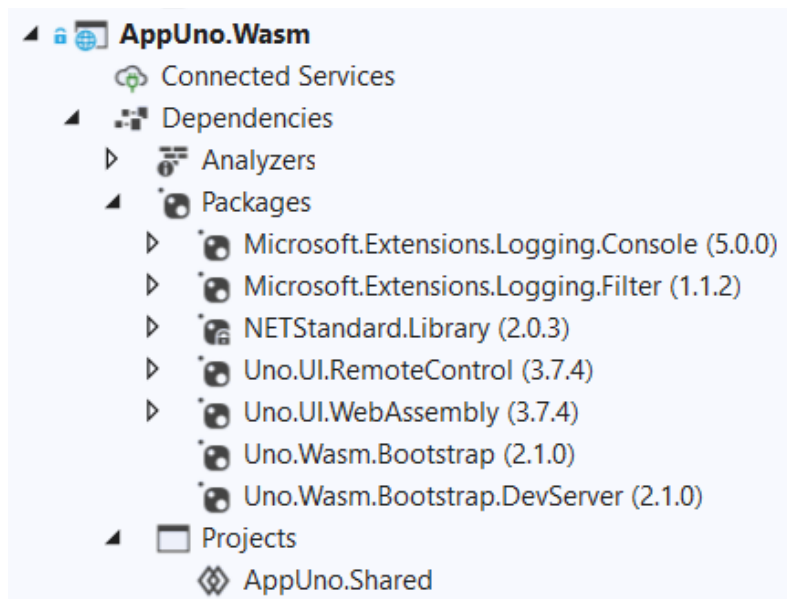 AppUno.Wasm
Connected Services
Dependencies
Analyzers
Packages
Microsoft.Extensions.Logging.Console (5.0.0)
Microsoft.Extensions.Logging.Filter (1.1.2)
NETStandard.Library (2.0.3)
Uno.UI.RemoteControl (3.7.4)
Uno.UI.WebAssembly (3.7.4)
Uno.Wasm.Bootstrap (2.1.0)
Uno.Wasm.Bootstrap.DevServer (2.1.0)
Projects
AppUno.Shared